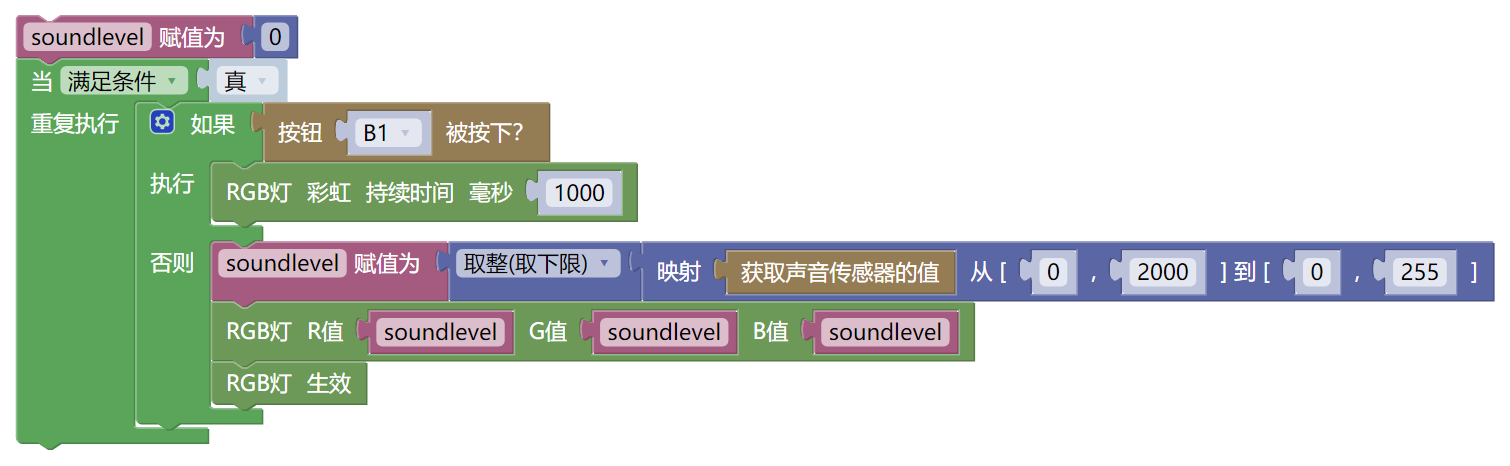 soundlevel 赋值为 0
当 满足条件 真
重复执行 如果 按钮 B1 被按下?
执行 RGB灯 彩虹 持续时间 毫秒 1000
否则 soundlevel 赋值为 取整(取下限) 映射 获取声音传感器的值 从 [ 0 , 2000 ] 到 [ 0 , 255 ]
RGB灯 R值 soundlevel G值 soundlevel B值 soundlevel
RGB灯 生效